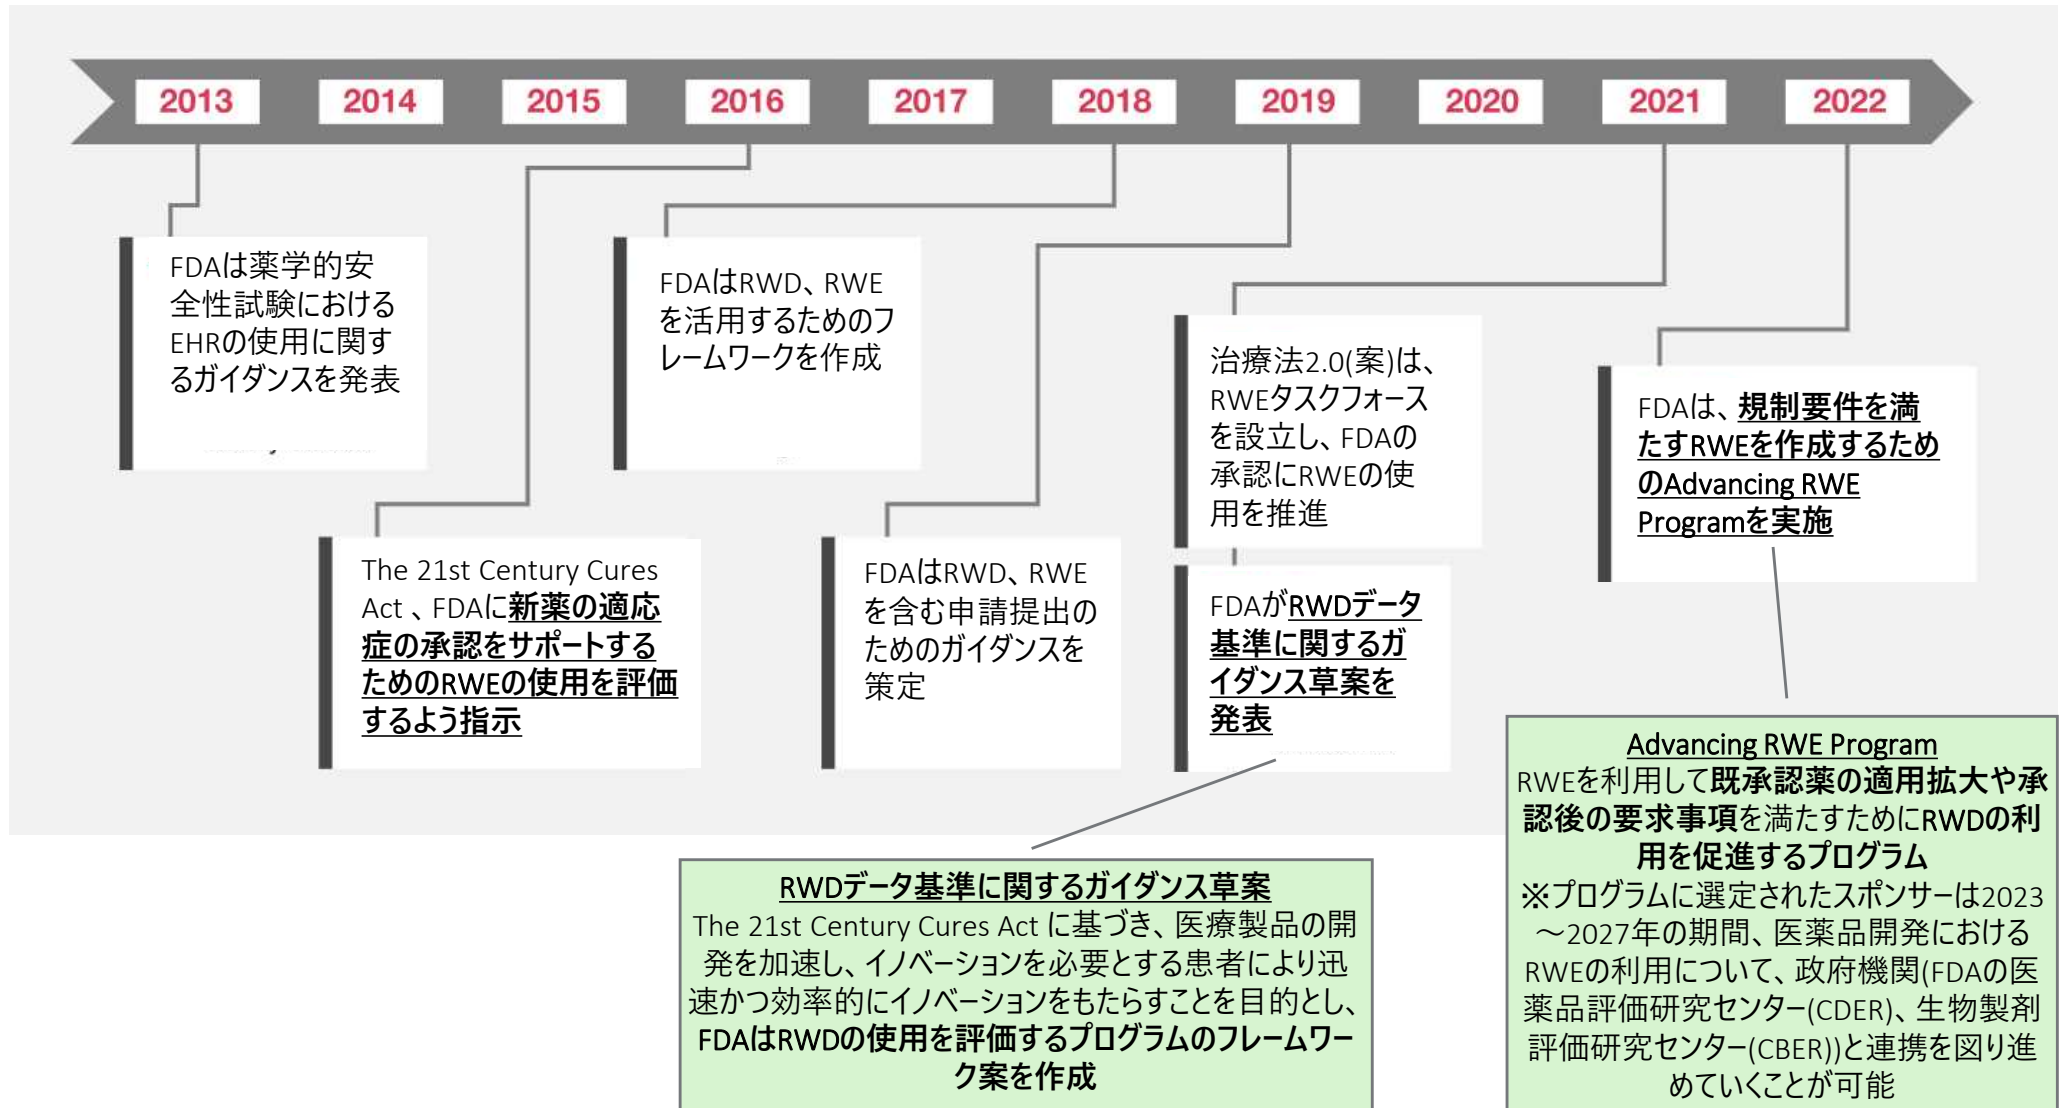 2013
2014
2015
2016
2017
2018
2019
2020
2021
2022
FDAは薬学的安
全性試験における
EHRの使用に関す
るガイダンスを発表
The 21st Century Cures
Act 、FDAに新薬の適応
症の承認をサポートする
ためのRWEの使用を評価
するよう指示
FDAはRWD、RWE
を活用するためのフ
レームワークを作成
FDAはRWD、RWE
を含む申請提出の
ためのガイダンスを
策定
治療法2.0(案)は、
RWEタスクフォース
を設立し、FDAの
承認にRWEの使
用を推進
FDAがRWDデータ
基準に関するガ
イダンス草案を
発表
FDAは、規制要件を満
たすRWEを作成するため
のAdvancing RWE
Programを実施
RWDデータ基準に関するガイダンス草案
The 21st Century Cures Act に基づき、医療製品の開
発を加速し、イノベーションを必要とする患者により迅
速かつ効率的にイノベーションをもたらすことを目的とし、
FDAはRWDの使用を評価するプログラムのフレームワー
ク案を作成
Advancing RWE Program
RWEを利用して既承認薬の適用拡大や承
認後の要求事項を満たすためにRWDの利
用を促進するプログラム
※プログラムに選定されたスポンサーは2023
～2027年の期間、医薬品開発における
RWEの利用について、政府機関(FDAの医
薬品評価研究センター(CDER)、生物製剤
評価研究センター(CBER))と連携を図り進
めていくことが可能